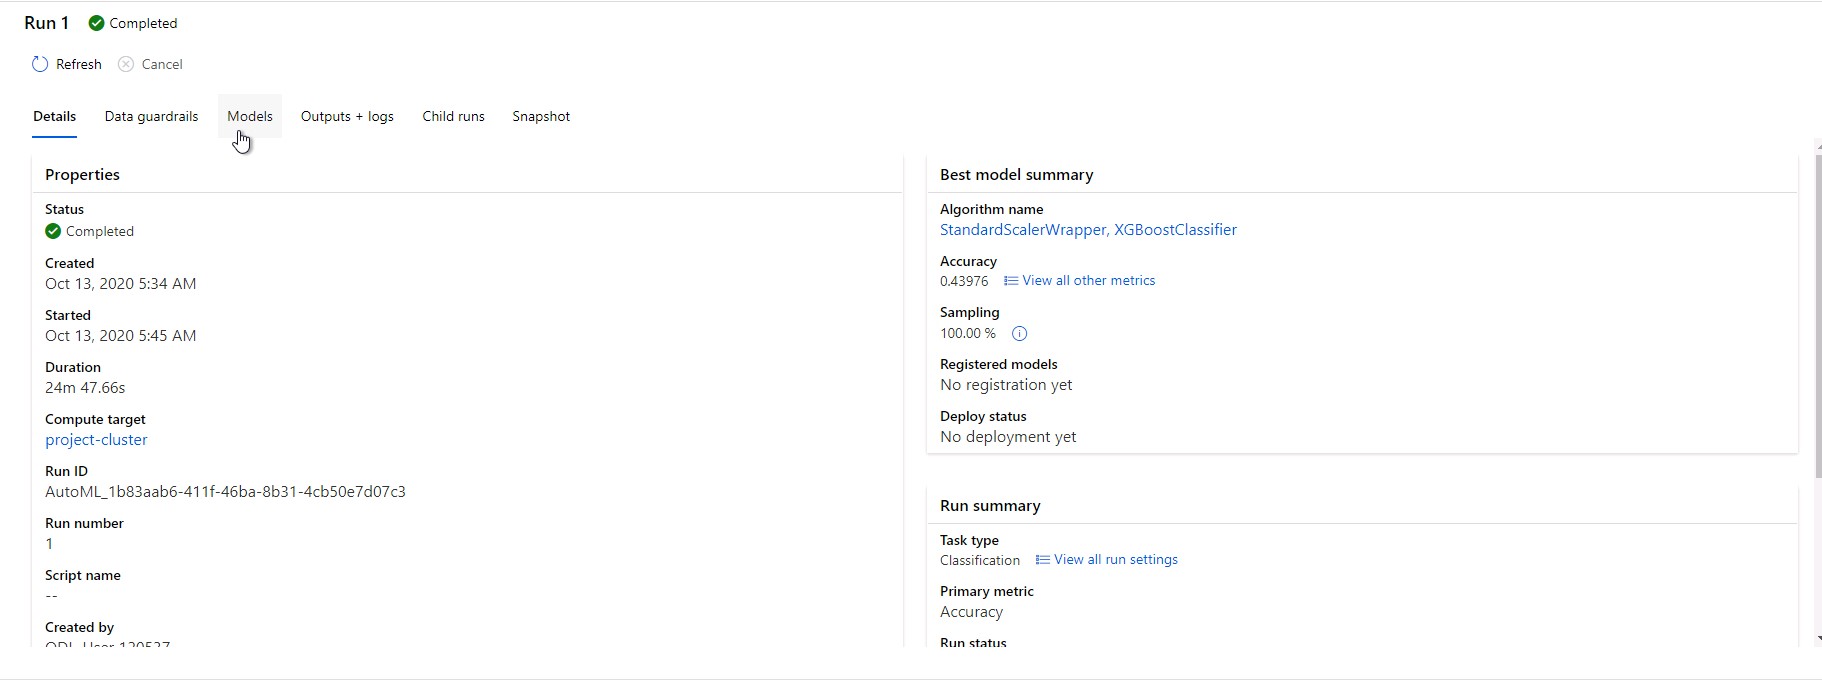 Run 1 Completed
Refresh Cancel
Details Data guardrails Models Outputs + logs Child runs Snapshot
Properties
Status
Completed
Created
Oct 13, 2020 5:34 AM
Started
Oct 13, 2020 5:45 AM
Duration
24m 47.66s
Compute target
project-cluster
Run ID
AutoML_1b83aab6-411f-46ba-8b31-4cb50e7d07c3
Run number
1
Script name
--
Created by
ODL_User 120537
Best model summary
Algorithm name
StandardScalerWrapper, XGBoostClassifier
Accuracy
0.43976 View all other metrics
Sampling
100.00 %
Registered models
No registration yet
Deploy status
No deployment yet
Run summary
Task type
Classification View all run settings
Primary metric
Accuracy
Run status